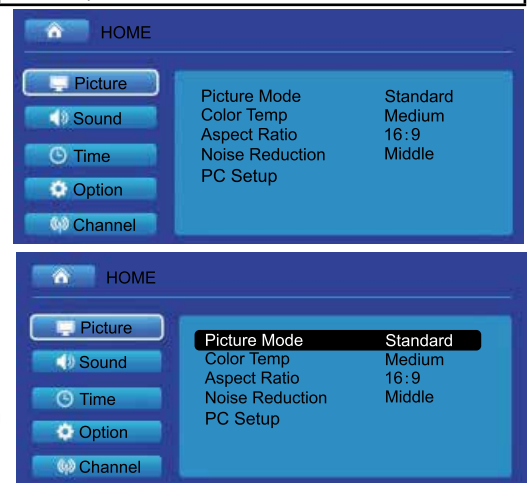 HOME
Picture
Sound
Time
Option
Channel
Picture Mode Standard
Color Temp Medium
Aspect Ratio 16:9
Noise Reduction Middle
PC Setup
HOME
Picture
Sound
Time
Option
Channel
Picture Mode Standard
Color Temp Medium
Aspect Ratio 16:9
Noise Reduction Middle
PC Setup